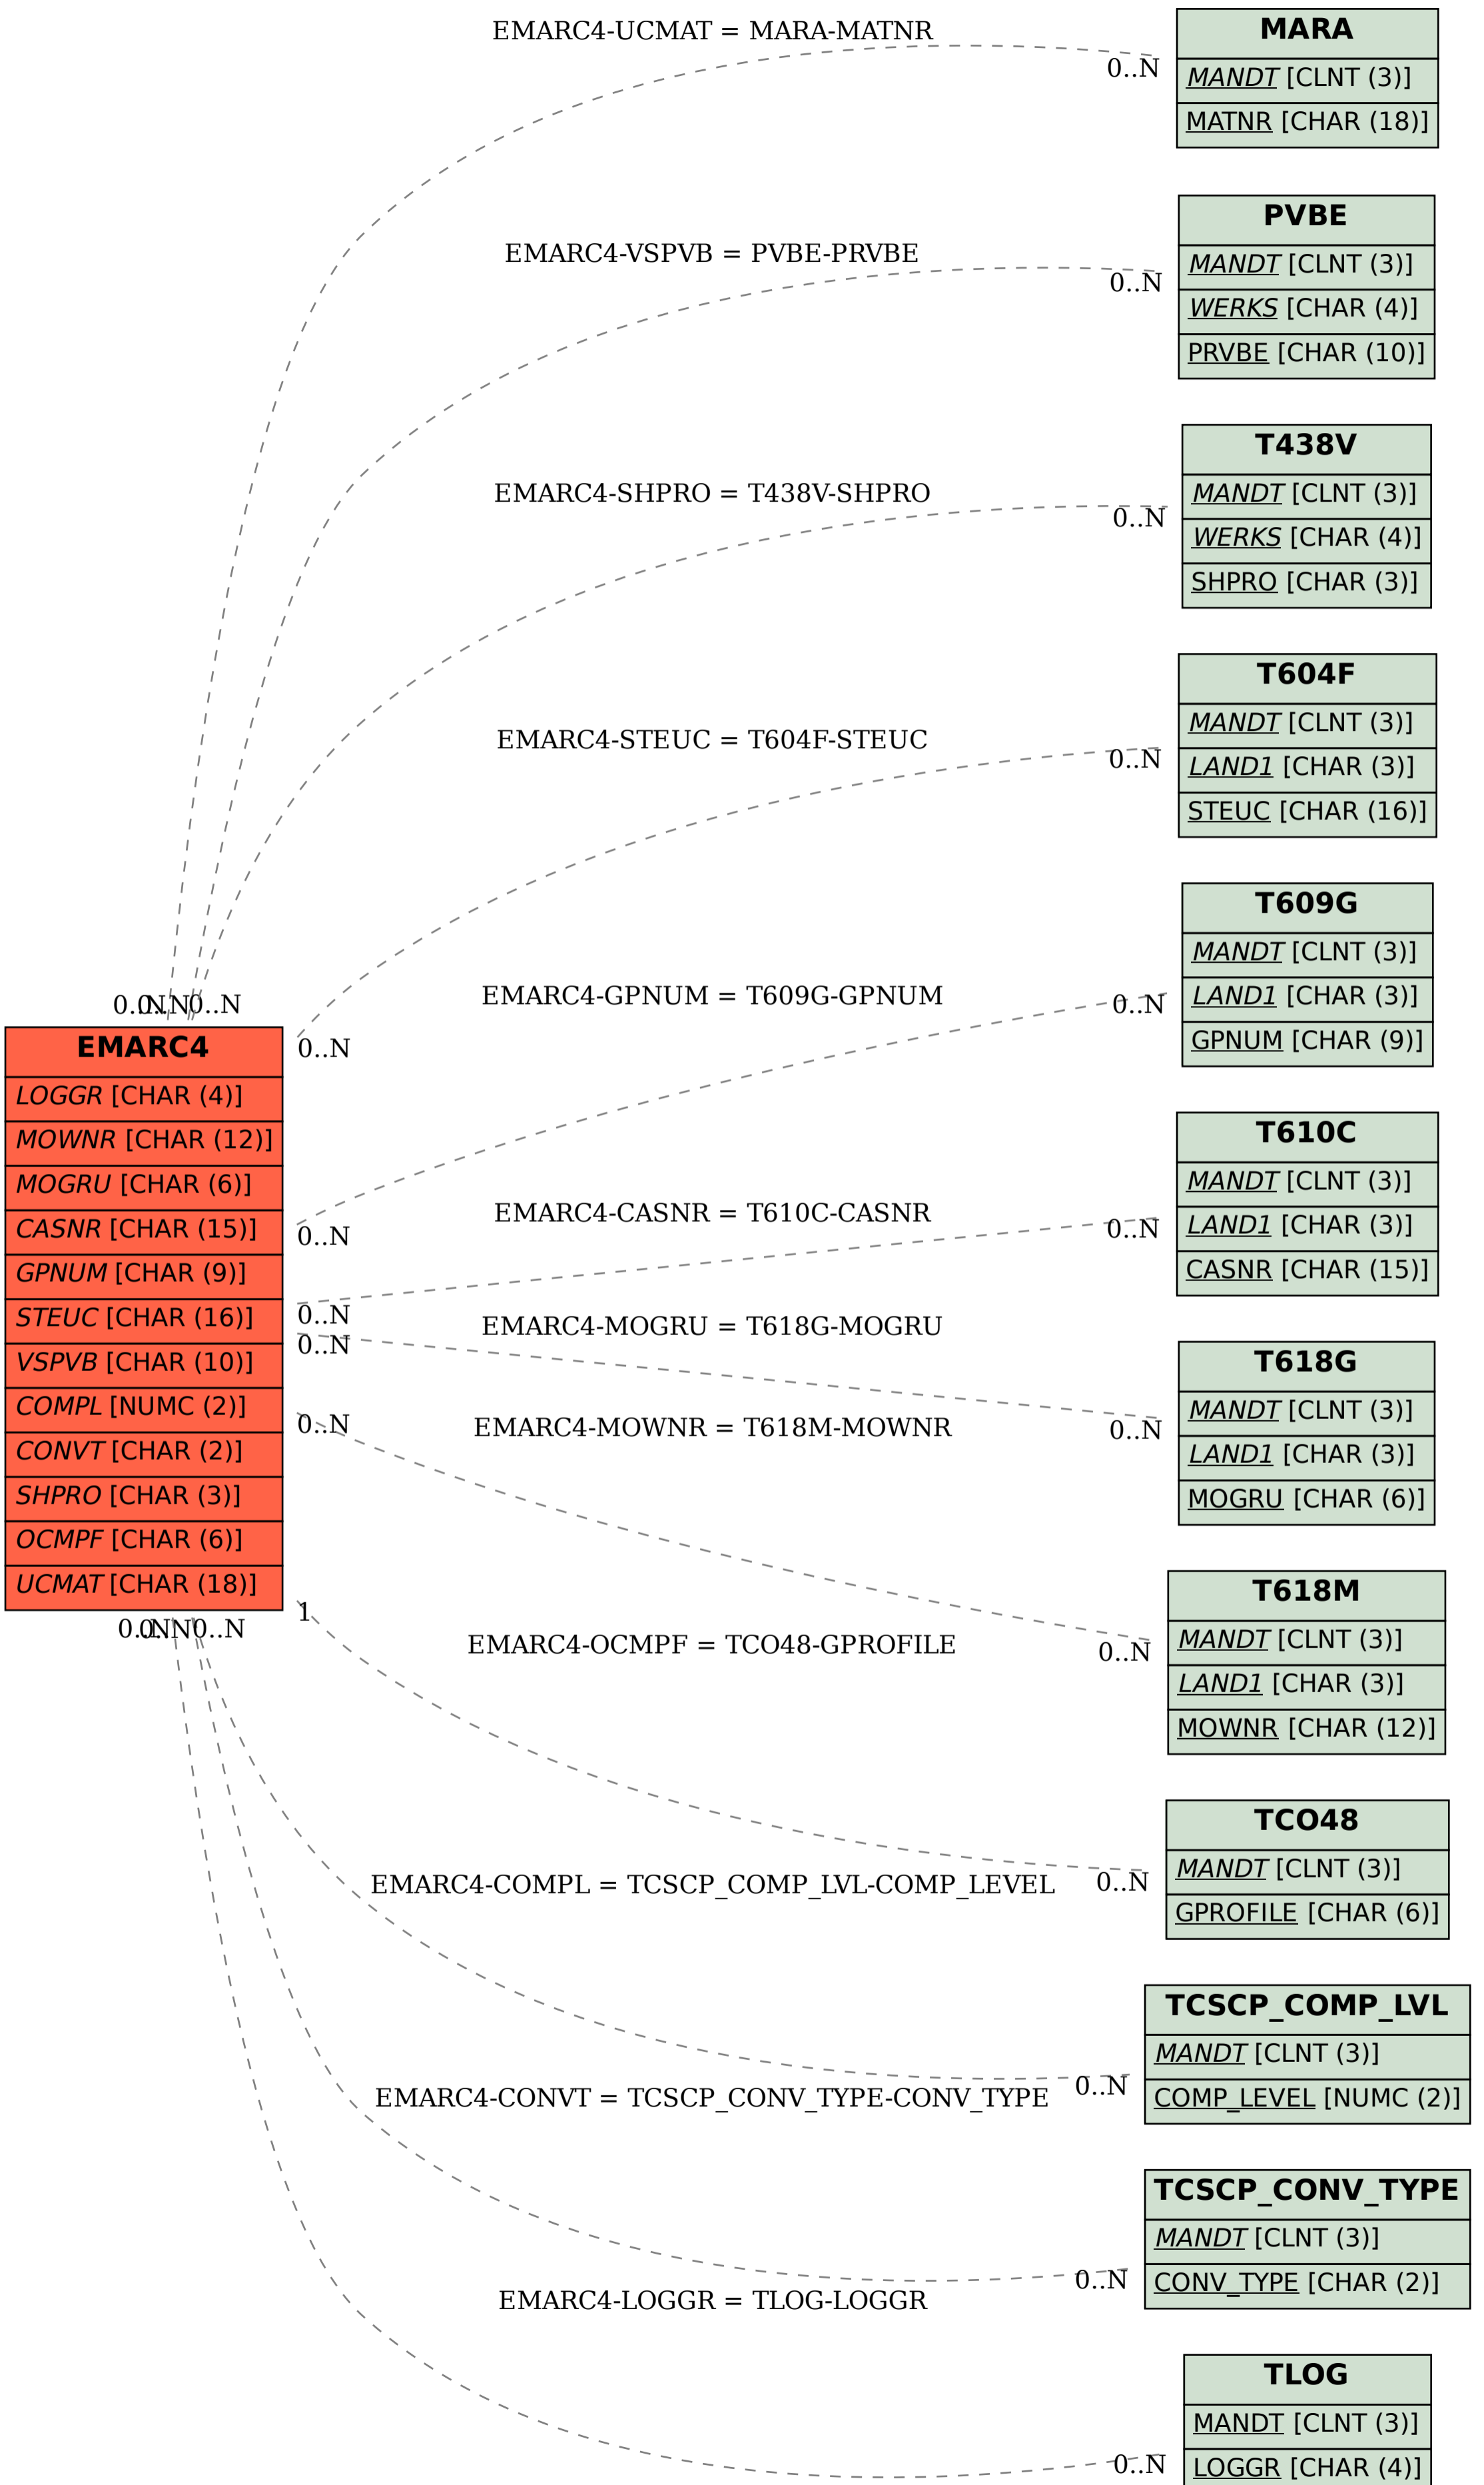 EMARC4-UCMAT = MARA-MATNR
0..N
MARA
MANDT [CLNT (3)]
MATNR [CHAR (18)]
EMARC4-VSPVB = PVBE-PRVBE
0..N
PVBE
MANDT [CLNT (3)]
WERKS [CHAR (4)]
PRVBE [CHAR (10)]
EMARC4-SHPRO = T438V-SHPRO
0..N
T438V
MANDT [CLNT (3)]
WERKS [CHAR (4)]
SHPRO [CHAR (3)]
EMARC4-STEUC = T604F-STEUC
0..N
T604F
MANDT [CLNT (3)]
LAND1 [CHAR (3)]
STEUC [CHAR (16)]
EMARC4-GPNUM = T609G-GPNUM
0..N
T609G
MANDT [CLNT (3)]
LAND1 [CHAR (3)]
GPNUM [CHAR (9)]
0..N
0..N
0..N
0..N
EMARC4
LOGGR [CHAR (4)]
MOWNR [CHAR (12)]
MOGRU [CHAR (6)]
CASNR [CHAR (15)]
GPNUM [CHAR (9)]
STEUC [CHAR (16)]
VSPVB [CHAR (10)]
COMPL [NUMC (2)]
CONVT [CHAR (2)]
SHPRO [CHAR (3)]
OCMPF [CHAR (6)]
UCMAT [CHAR (18)]
0..N
0..N
0..N
0..N
1
0..N
0..N
0..N
EMARC4-CASNR = T610C-CASNR
0..N
T610C
MANDT [CLNT (3)]
LAND1 [CHAR (3)]
CASNR [CHAR (15)]
EMARC4-MOGRU = T618G-MOGRU
0..N
T618G
MANDT [CLNT (3)]
LAND1 [CHAR (3)]
MOGRU [CHAR (6)]
EMARC4-MOWNR = T618M-MOWNR
0..N
T618M
MANDT [CLNT (3)]
LAND1 [CHAR (3)]
MOWNR [CHAR (12)]
EMARC4-OCMPF = TCO48-GPROFILE
0..N
TCO48
MANDT [CLNT (3)]
GPROFILE [CHAR (6)]
EMARC4-COMPL = TCSCP_COMP_LVL-COMP_LEVEL
0..N
TCSCP_COMP_LVL
MANDT [CLNT (3)]
COMP_LEVEL [NUMC (2)]
EMARC4-CONVT = TCSCP_CONV_TYPE-CONV_TYPE
0..N
TCSCP_CONV_TYPE
MANDT [CLNT (3)]
CONV_TYPE [CHAR (2)]
EMARC4-LOGGR = TLOG-LOGGR
0..N
TLOG
MANDT [CLNT (3)]
LOGGR [CHAR (4)]